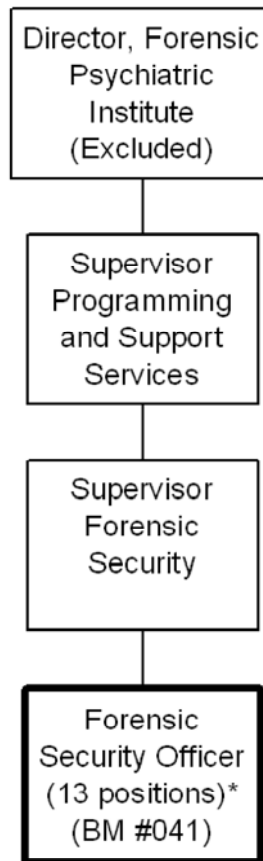 Director, Forensic
Psychiatric
Institute
(Excluded)
Supervisor
Programming
and Support
Services
Supervisor
Forensic
Security
Forensic
Security Officer
(13 positions)*
(BM #041)